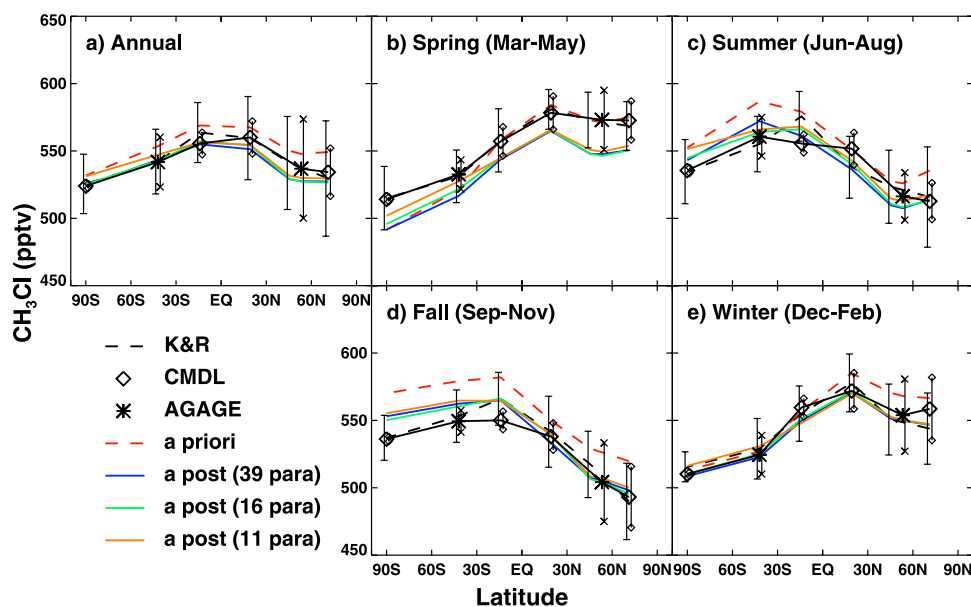 a) Annual
b) Spring (Mar-May)
c) Summer (Jun-Aug)
600
550
500
450
90S 60S 30S EQ 30N 60N 90N
CH3Cl (pptv)
d) Fall (Sep-Nov)
e) Winter (Dec-Feb)
600
550
500
450
90S 60S 30S EQ 30N 60N 90N
90S 60S 30S EQ 30N 60N 90N
Latitude
K&R
CMDL
AGAGE
a priori
a post (39 para)
a post (16 para)
a post (11 para)